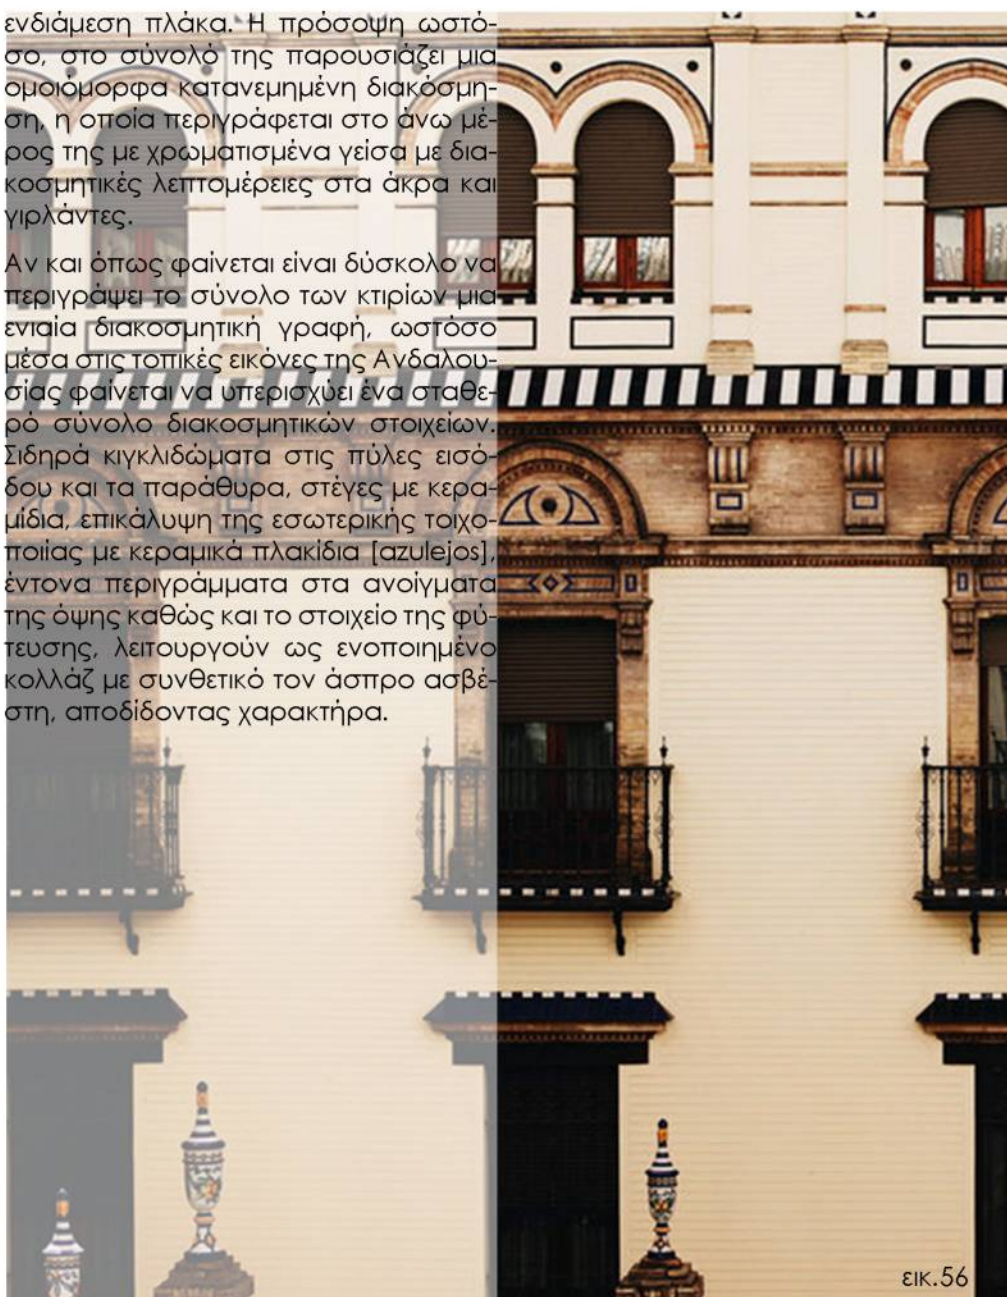 ενδιάμεση πλάκα. Η πρόσοψη ωστό-
σο, στο σύνολό της παρουσιάζει μια
ομοιόμορφα κατανεμημένη διακόσμη-
ση, η οποία περιγράφεται στο άνω μέ-
ρος της με χρωματισμένα γείσα με δια-
κοσμητικές λεπτομέρειες στα άκρα και
γιρλάντες.
Αν και όπως φαίνεται είναι δύσκολο να
περιγράψει το σύνολο των κτιρίων μια
ενιαία διακοσμητική γραφή, ωστόσο
μέσα στις τοπικές εικόνες της Ανδαλου-
σίας φαίνεται να υπερισχύει ένα σταθε-
ρό σύνολο διακοσμητικών στοιχείων.
Σιδηρά κιγκλιδώματα στις πύλες εισό-
δου και τα παράθυρα, στέγες με κερα-
μίδια, επικάλυψη της εσωτερικής τοιχο-
ποιίας με κεραμικά πλακίδια [azulejos],
έντονα περιγράμματα στα ανοίγματα
της όψης καθώς και το στοιχείο της φύ-
τευσης, λειτουργούν ως ενοποιημένο
κολλάζ με συνθετικό τον άσπρο ασβέ-
στη, αποδίδοντας χαρακτήρα.
εικ.56